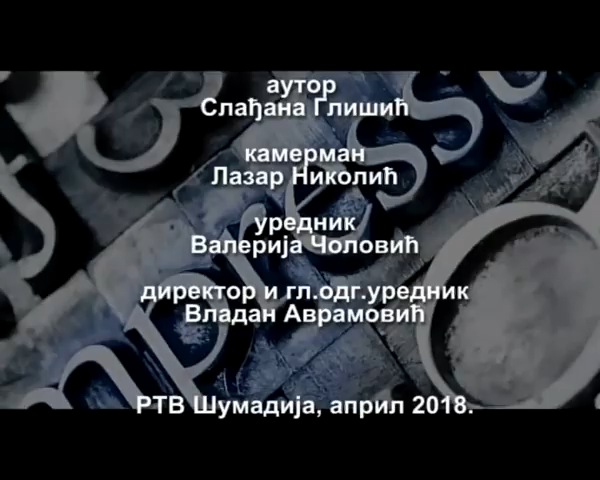 аутор
Слађана Глишић
камерман
Лазар Николић
уредник
Валерија Чоловић
директор и гл.одг.уредник
Владан Аврамовић
РТВ Шумадија, април 2018.
mpressu